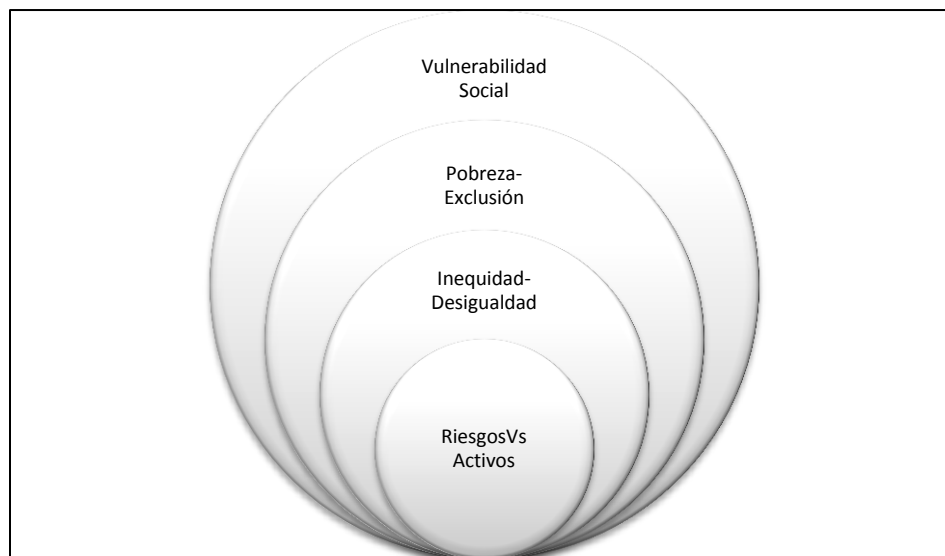 Vulnerabilidad
Social
Pobreza-
Exclusión
Inequidad-
Desigualdad
RiesgosVs
Activos